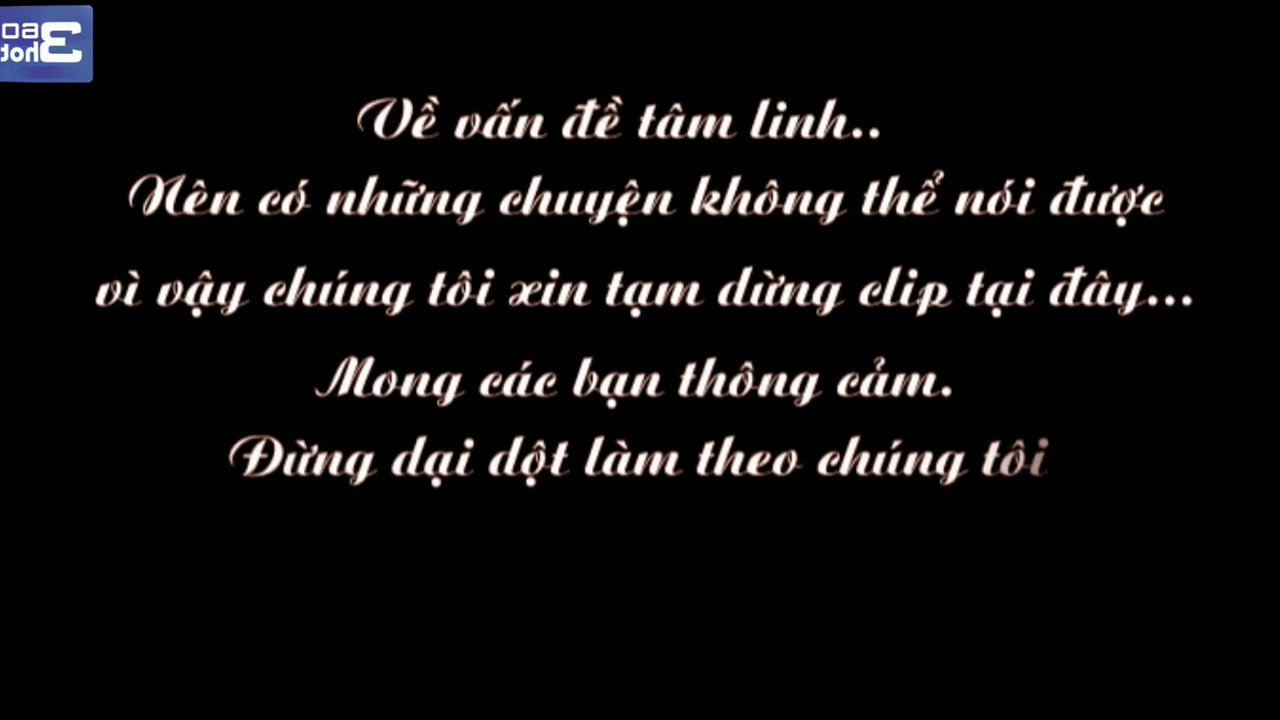 Về vấn đề tâm linh..
Nên có những chuyện không thể nói được
vì vậy chúng tôi xin tạm dừng clip tại đây...
Mong các bạn thông cảm.
Đừng dại dột làm theo chúng tôi